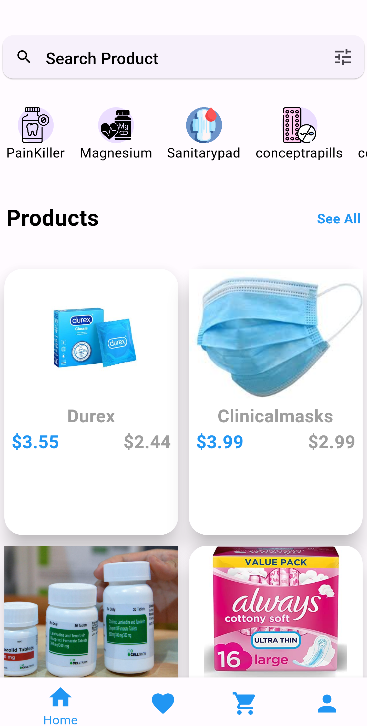 Search Product
PainKiller
Magnesium
Sanitarypad
conceptrapills
Products
See All
durex
durex
Durex
$3.55 $2.44
Clinicalmasks
$3.99 $2.99
VALUE PACK
always
cottony soft
ULTRA THIN
16 large
Home